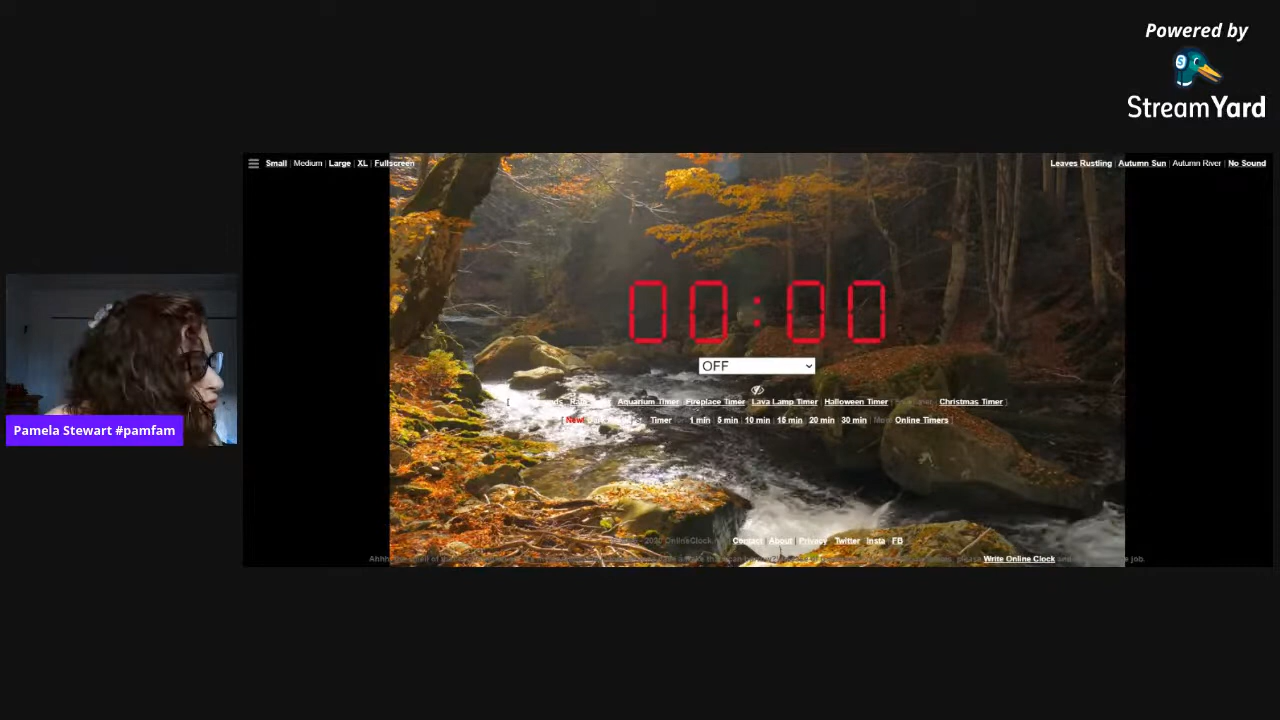 Powered by
StreamYard
Small | Medium | Large | XL | Fullscreen
Leaves Rustling | Autumn Sun | Autumn River | No Sound
00:00
OFF
Aquarium Timer Fireplace Timer Lava Lamp Timer Halloween Timer Christmas Timer
New! Timer 1 min 5 min 10 min 15 min 20 min 30 min Online Timers
Pamela Stewart #pamfam
Contact About Privacy Twitter Insta FB
Write Online Clock